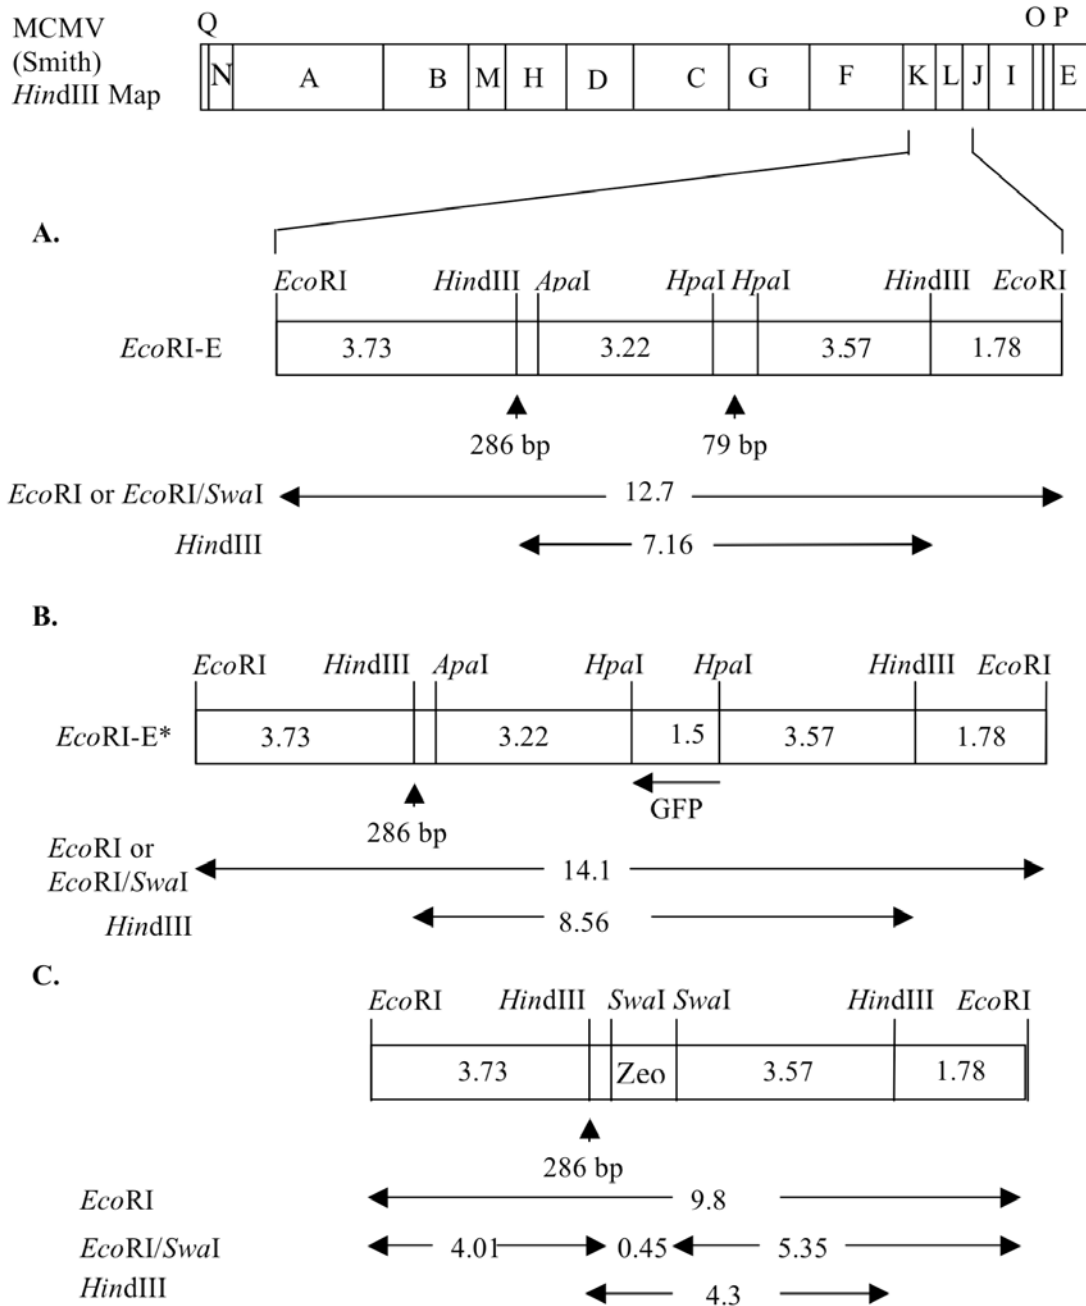 MCMV
(Smith)
HindIII Map
Q
O P
N A B M H D C G F K L J I E
A.
EcoRI HindIII ApaI HpaI HpaI HindIII EcoRI
EcoRI-E 3.73 3.22 3.57 1.78
286 bp 79 bp
EcoRI or EcoRI/SwaI 12.7
HindIII 7.16
B.
EcoRI HindIII ApaI HpaI HpaI HindIII EcoRI
EcoRI-E* 3.73 3.22 1.5 3.57 1.78
GFP
286 bp
EcoRI or
EcoRI/SwaI 14.1
HindIII 8.56
C.
EcoRI HindIII SwaI SwaI HindIII EcoRI
3.73 Zeo 3.57 1.78
286 bp
EcoRI 9.8
EcoRI/SwaI 4.01 0.45 5.35
HindIII 4.3